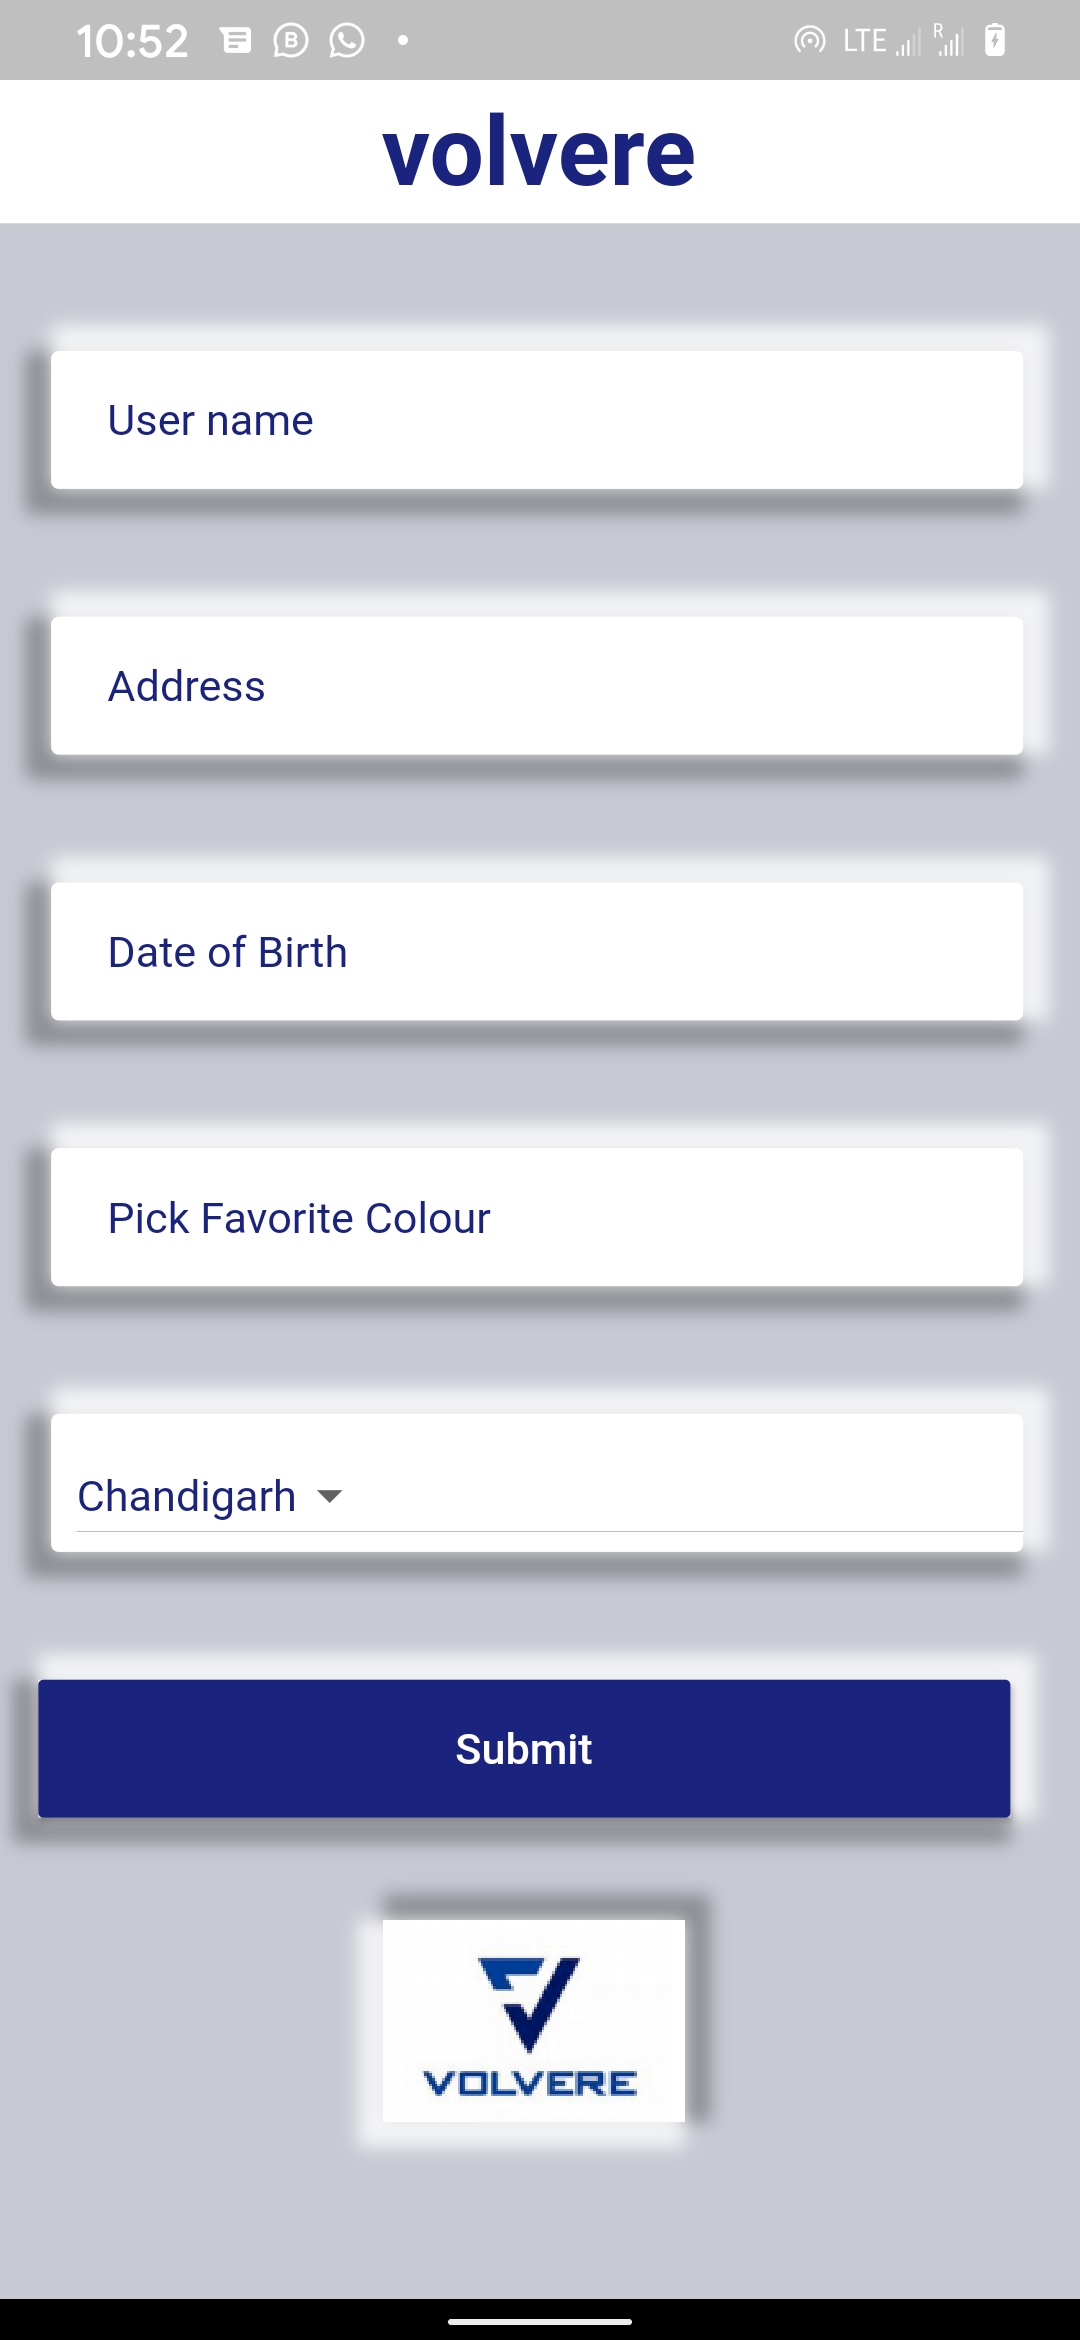 10:52
LTE
R
volvere
User name
Address
Date of Birth
Pick Favorite Colour
Chandigarh
Submit
VOLVERE